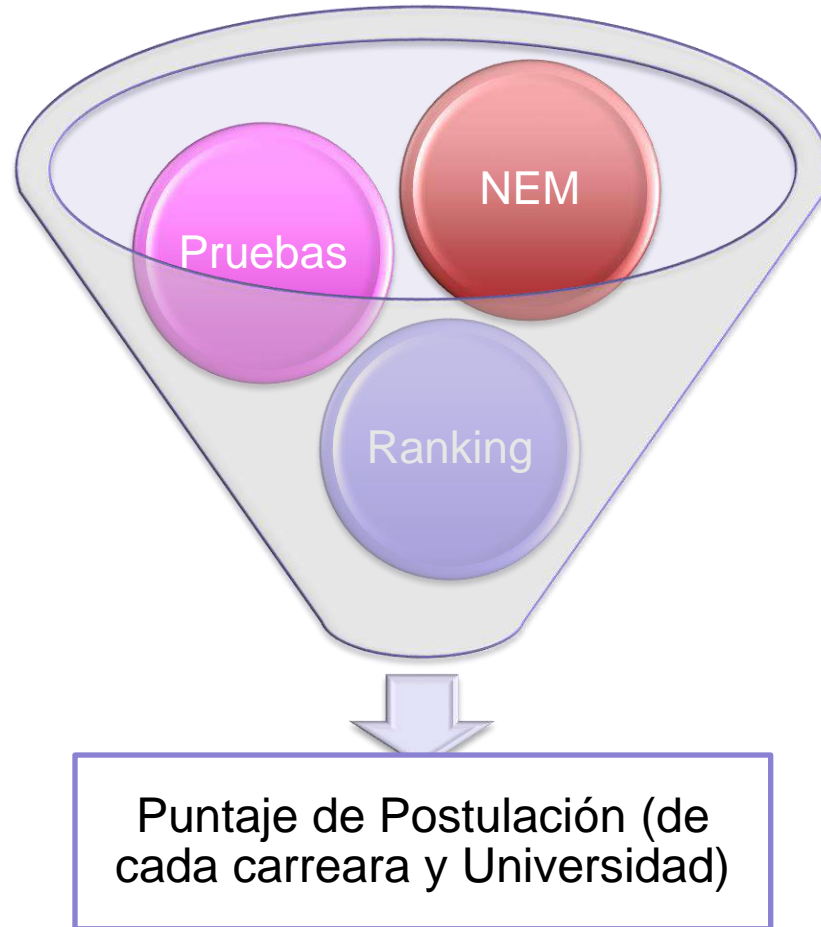 NEM
Pruebas
Ranking
Puntaje de Postulación (de
cada carreara y Universidad)